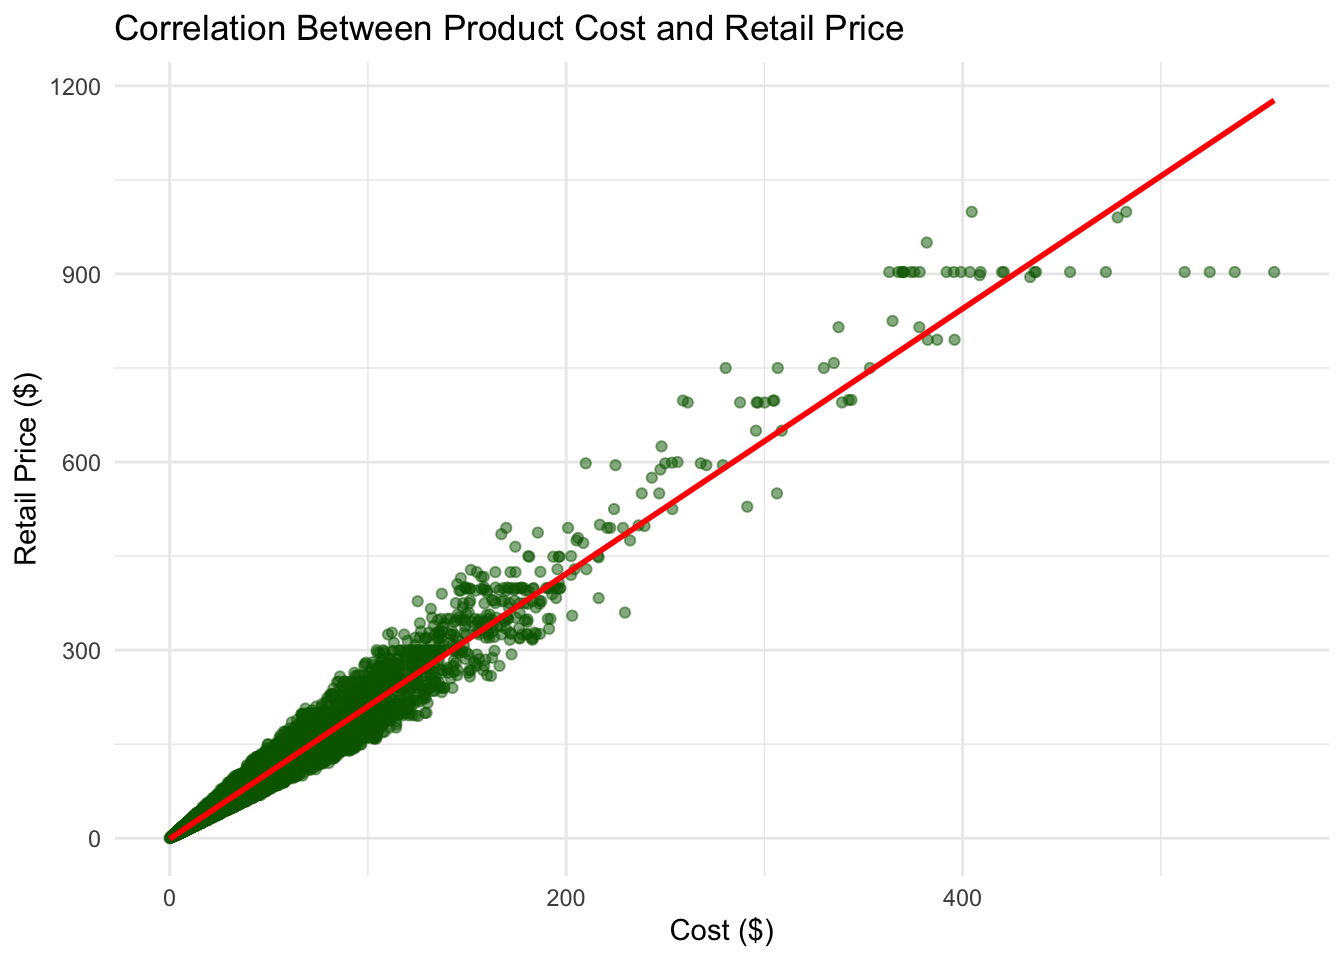 Correlation Between Product Cost and Retail Price
1200
900
600
300
0
Retail Price ($)
0 200 400
Cost ($)